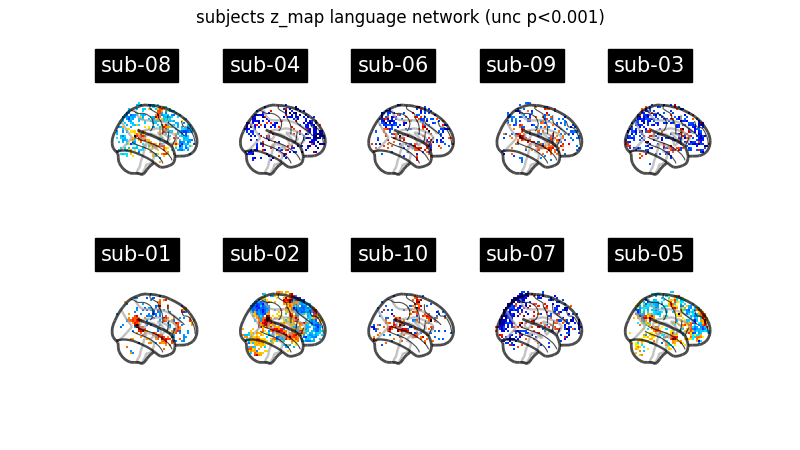 subjects z_map language network (unc p<0.001)
sub-08 sub-04 sub-06 sub-09 sub-03
sub-01 sub-02 sub-10 sub-07 sub-05